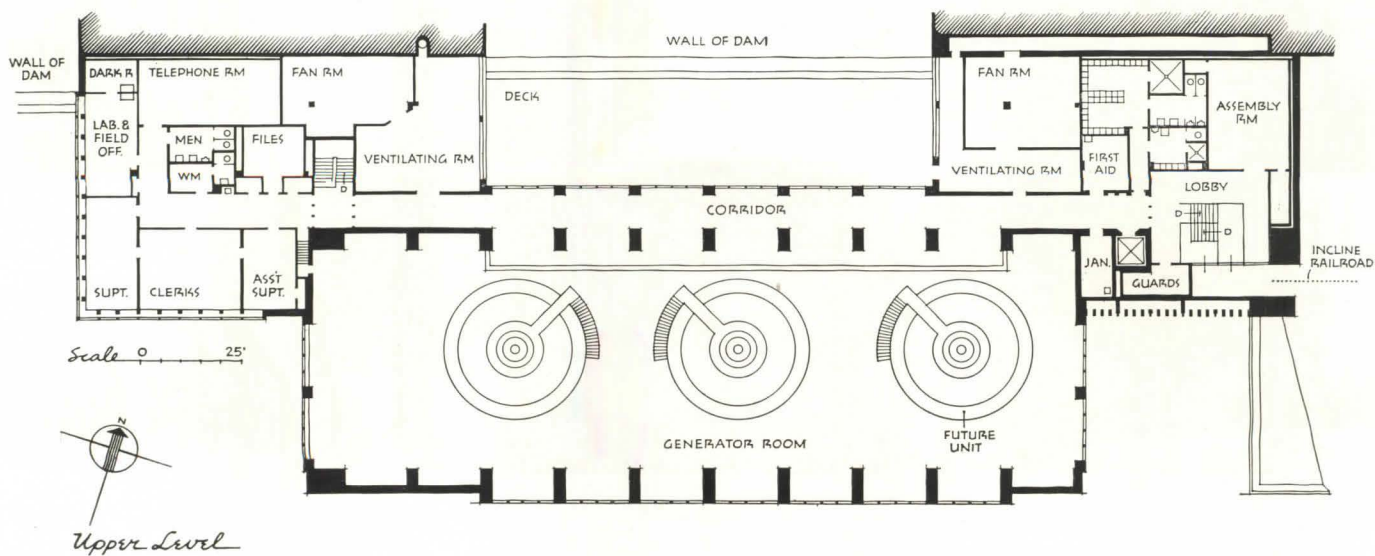 WALL OF DAM
WALL OF
DAM
DARK R
TELEPHONE RM
FAN RM
DECK
FAN RM
LAB. &
FIELD
OFF.
MEN
FILES
WM
VENTILATING RM
VENTILATING RM
FIRST
AID
ASSEMBLY
RM
LOBBY
CORRIDOR
D
D
D
SUPT.
CLERKS
ASS'T
SUPT.
JAN.
GUARDS
INCLINE
RAILROAD
Scale 0 25'
GENERATOR ROOM
FUTURE
UNIT
N
Upper Level